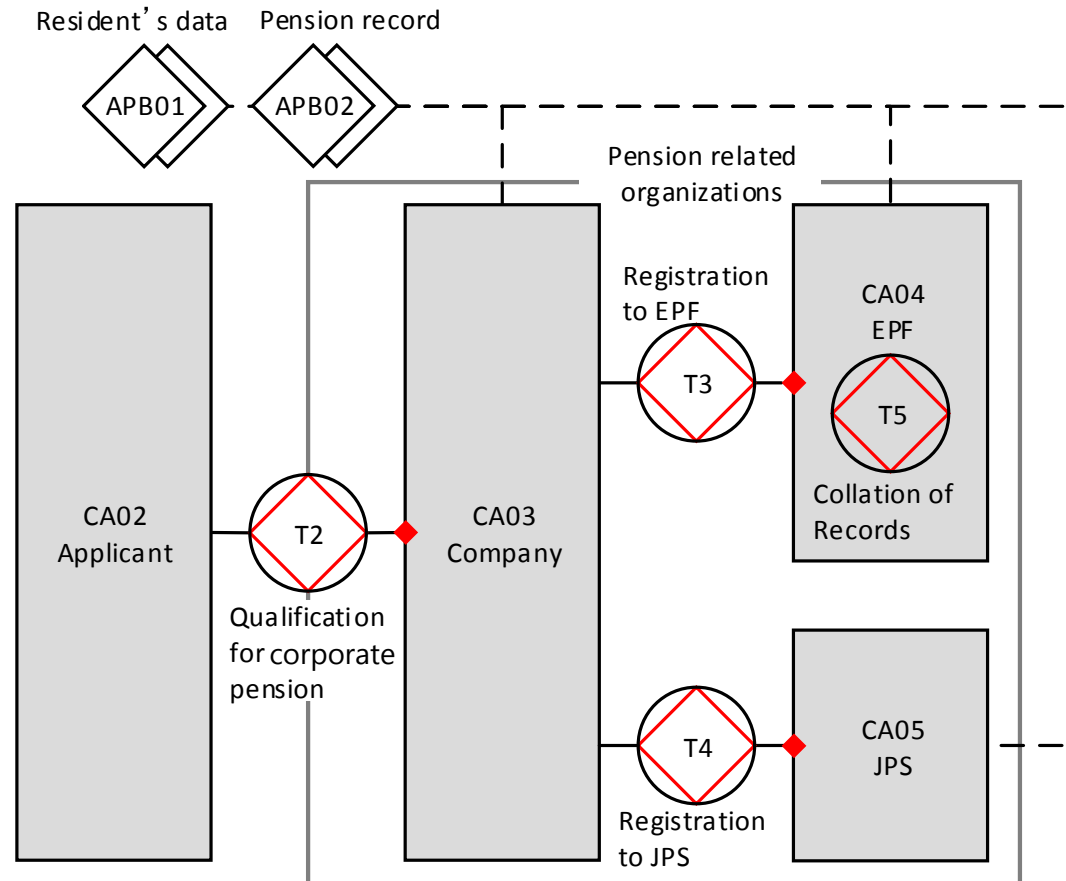 Resident’s data
Pension record
APB01
APB02
Pension related
organizations
Registration
to EPF
CA04
EPF
T3
T5
Collation of
Records
CA02
Applicant
T2
CA03
Company
Qualification
for corporate
pension
T4
CA05
JPS
Registration
to JPS